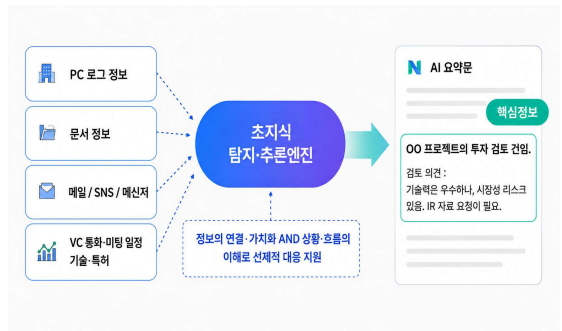 PC 로그 정보
문서 정보
메일 / SNS / 메신저
VC 통화·미팅 일정
기술·특허
초지식
탐지·추론엔진
정보의 연결·가치화 AND 상황·흐름의
이해로 선제적 대응 지원
N AI 요약문
핵심정보
OO 프로젝트의 투자 검토 건임.
검토 의견 :
기술력은 우수하나, 시장성 리스크
있음. IR 자료 요청이 필요.